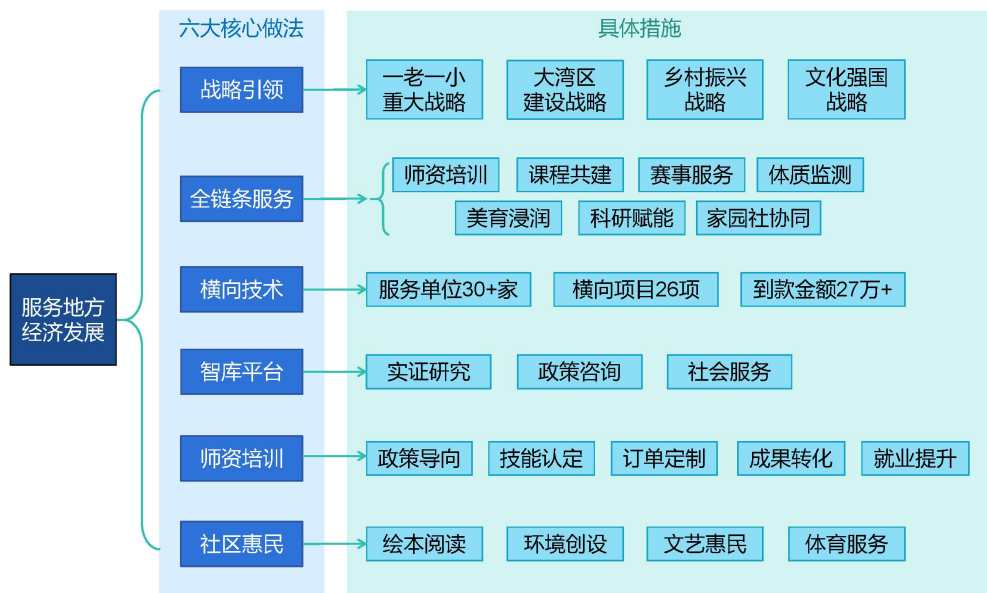 六大核心做法
具体措施
服务地方
经济发展
战略引领
一老一小
重大战略
大湾区
建设战略
乡村振兴
战略
文化强国
战略
全链条服务
师资培训
课程共建
赛事服务
体质监测
美育浸润
科研赋能
家园社协同
横向技术
服务单位30+家
横向项目26项
到款金额27万+
智库平台
实证研究
政策咨询
社会服务
师资培训
政策导向
技能认定
订单定制
成果转化
就业提升
社区惠民
绘本阅读
环境创设
文艺惠民
体育服务